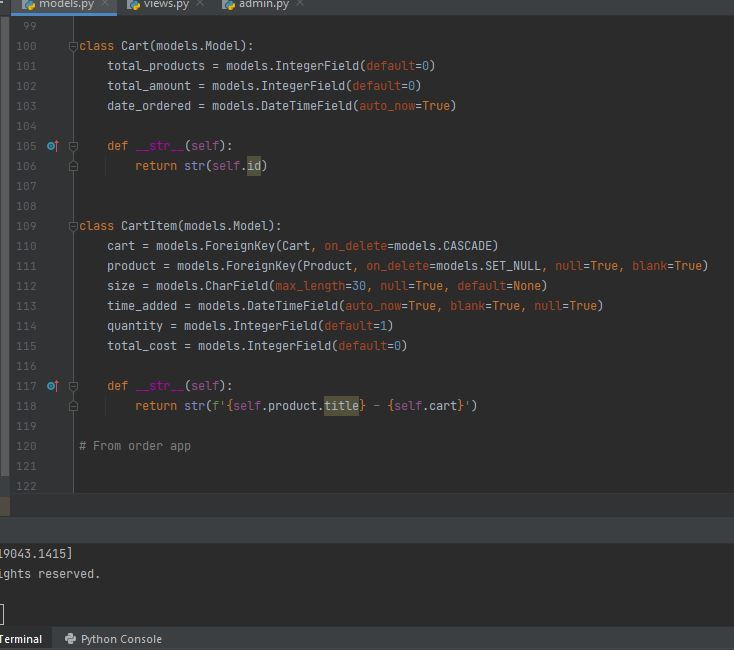 models.py views.py admin.py
99
100 class Cart(models.Model):
101 total_products = models.IntegerField(default=0)
102 total_amount = models.IntegerField(default=0)
103 date_ordered = models.DateTimeField(auto_now=True)
104
105 def __str__(self):
106 return str(self.id)
107
108
109 class CartItem(models.Model):
110 cart = models.ForeignKey(Cart, on_delete=models.CASCADE)
111 product = models.ForeignKey(Product, on_delete=models.SET_NULL, null=True, blank=True)
112 size = models.CharField(max_length=30, null=True, default=None)
113 time_added = models.DateTimeField(auto_now=True, blank=True, null=True)
114 quantity = models.IntegerField(default=1)
115 total_cost = models.IntegerField(default=0)
116
117 def __str__(self):
118 return str(f'{self.product.title} - {self.cart}')
119
120 # From order app
121
122
19043.1415]
ights reserved.
Terminal Python Console